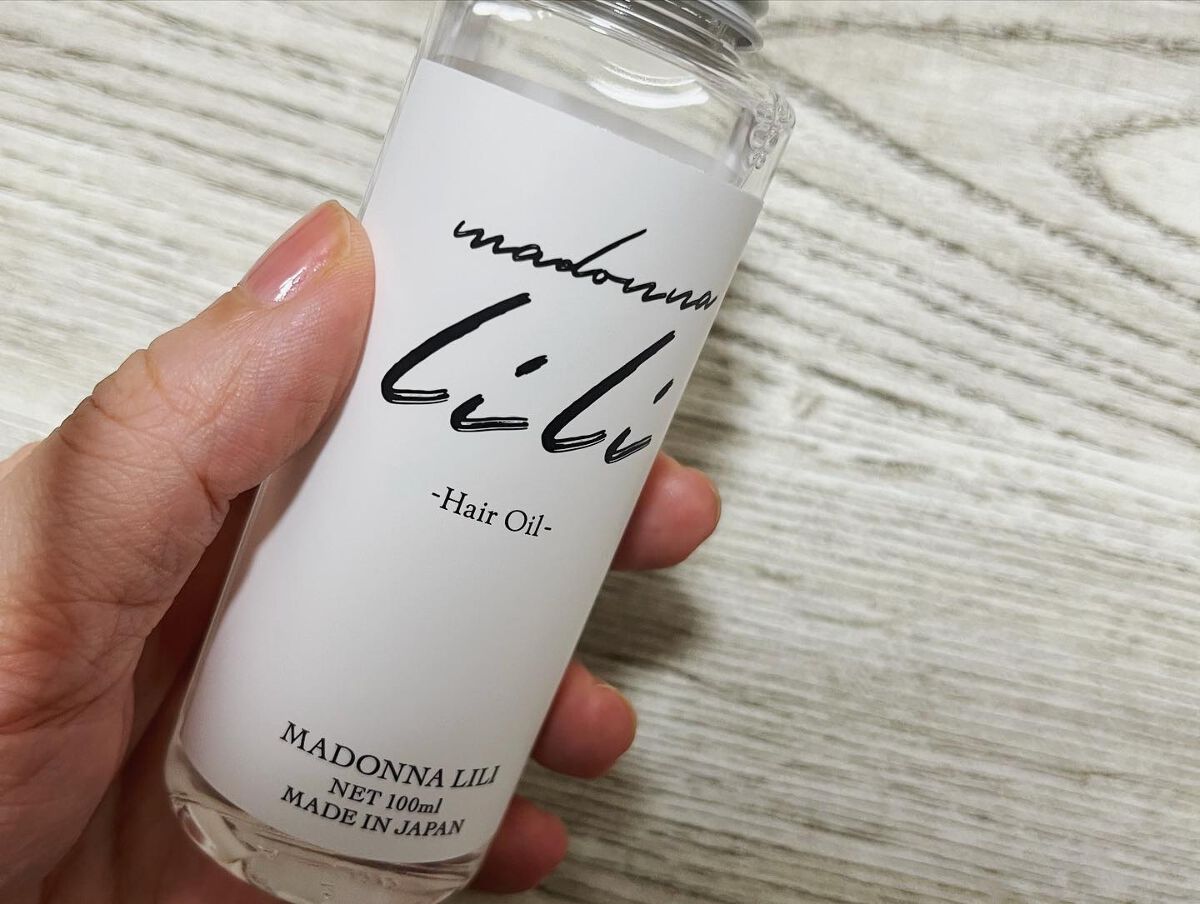 madonna
Lili
-Hair Oil-
MADONNA LILI
NET 100ml
MADE IN JAPAN